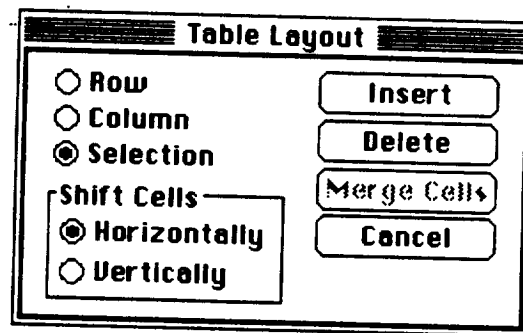 Table Layout
Row
Column
Selection
Shift Cells
Horizontally
Vertically
Insert
Delete
Merge Cells
Cancel